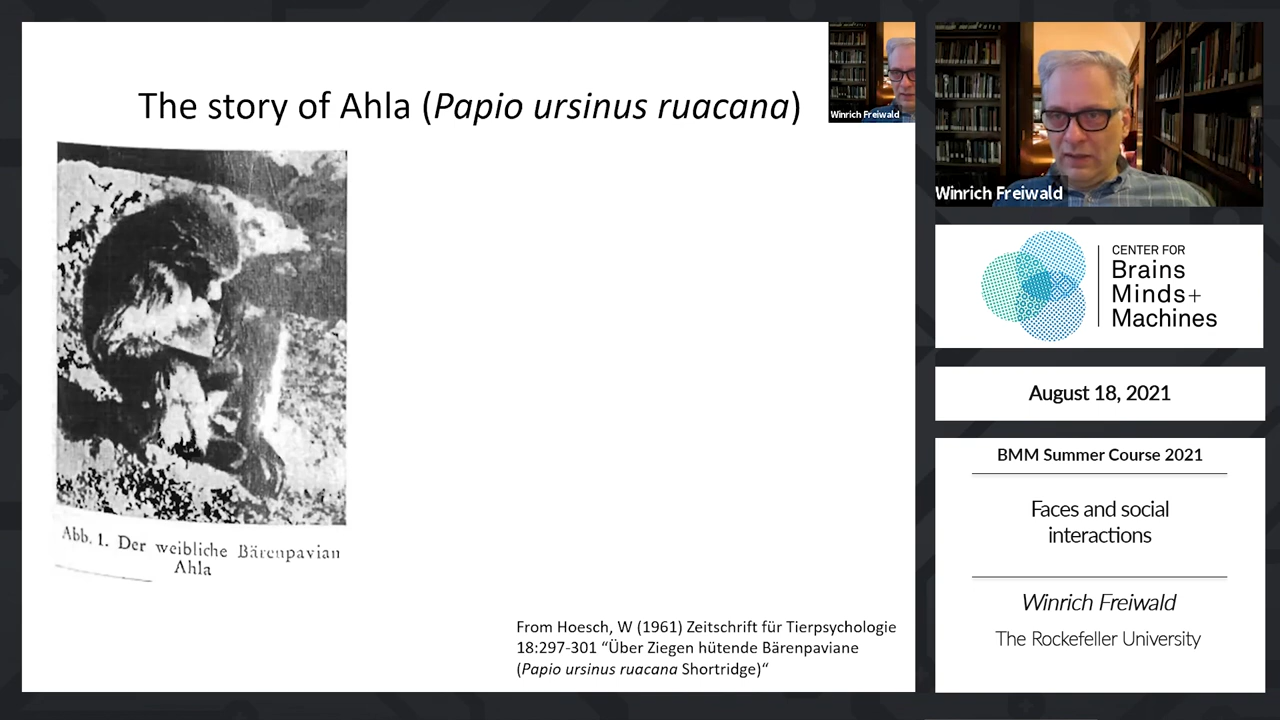 The story of Ahla (Papio ursinus ruacana)
Winrich Freiwald
Abb. 1. Der weibliche Bärenpavian
Ahla
From Hoesch, W (1961) Zeitschrift für Tierpsychologie
18:297-301 “Über Ziegen hütende Bärenpaviane
(Papio ursinus ruacana Shortridge)“
Winrich Freiwald
CENTER FOR
Brains
Minds+
Machines
August 18, 2021
BMM Summer Course 2021
Faces and social
interactions
Winrich Freiwald
The Rockefeller University